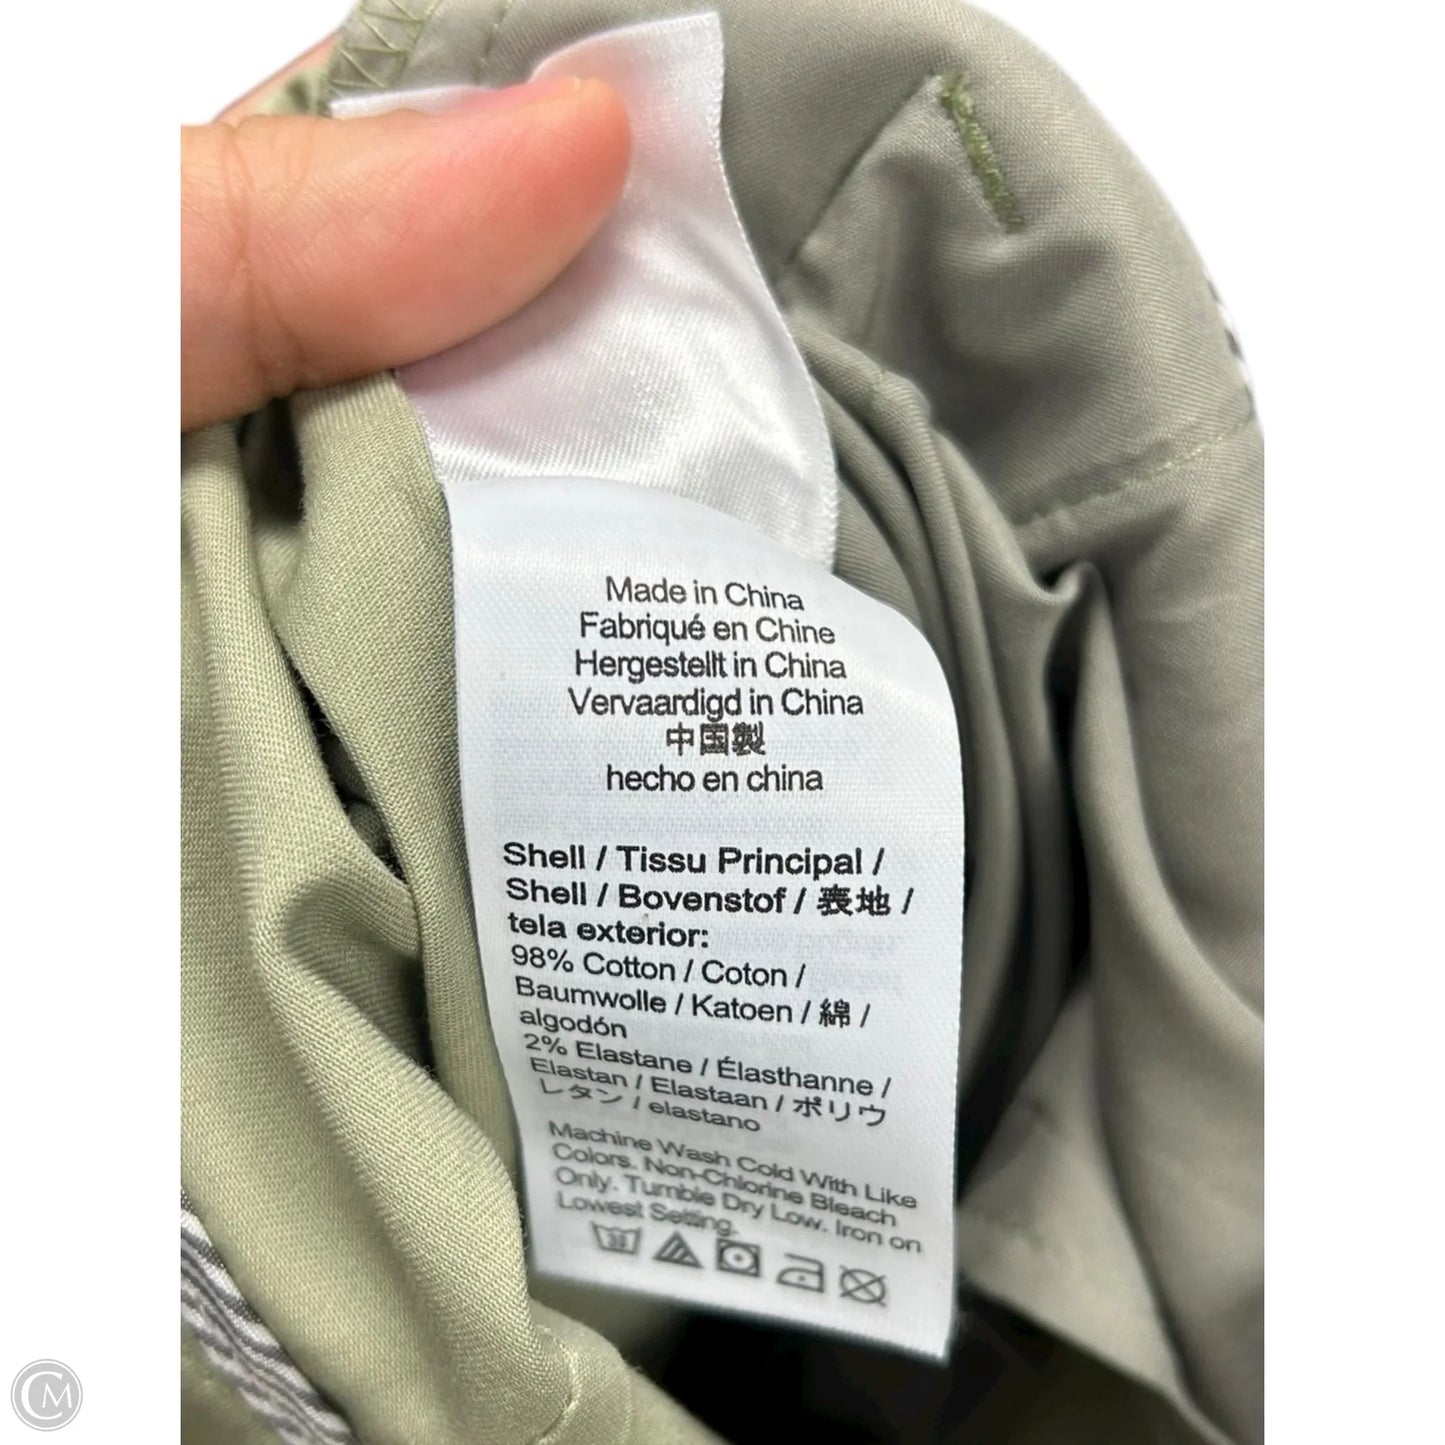 Made in China
Fabriqué en Chine
Hergestellt in China
Vervaardigd in China
中国製
hecho en china
Shell / Tissu Principal /
Shell / Bovenstof / 表地 /
tela exterior:
98% Cotton / Coton /
Baumwolle / Katoen / 綿 /
algodón
2% Elastane / Élasthanne /
Elastan / Elastaan / ポリウ
レタン / elastano
Machine Wash Cold With Like
Colors. Non-Chlorine Bleach
Only. Tumble Dry Low. Iron on
Lowest Setting.
30
CM